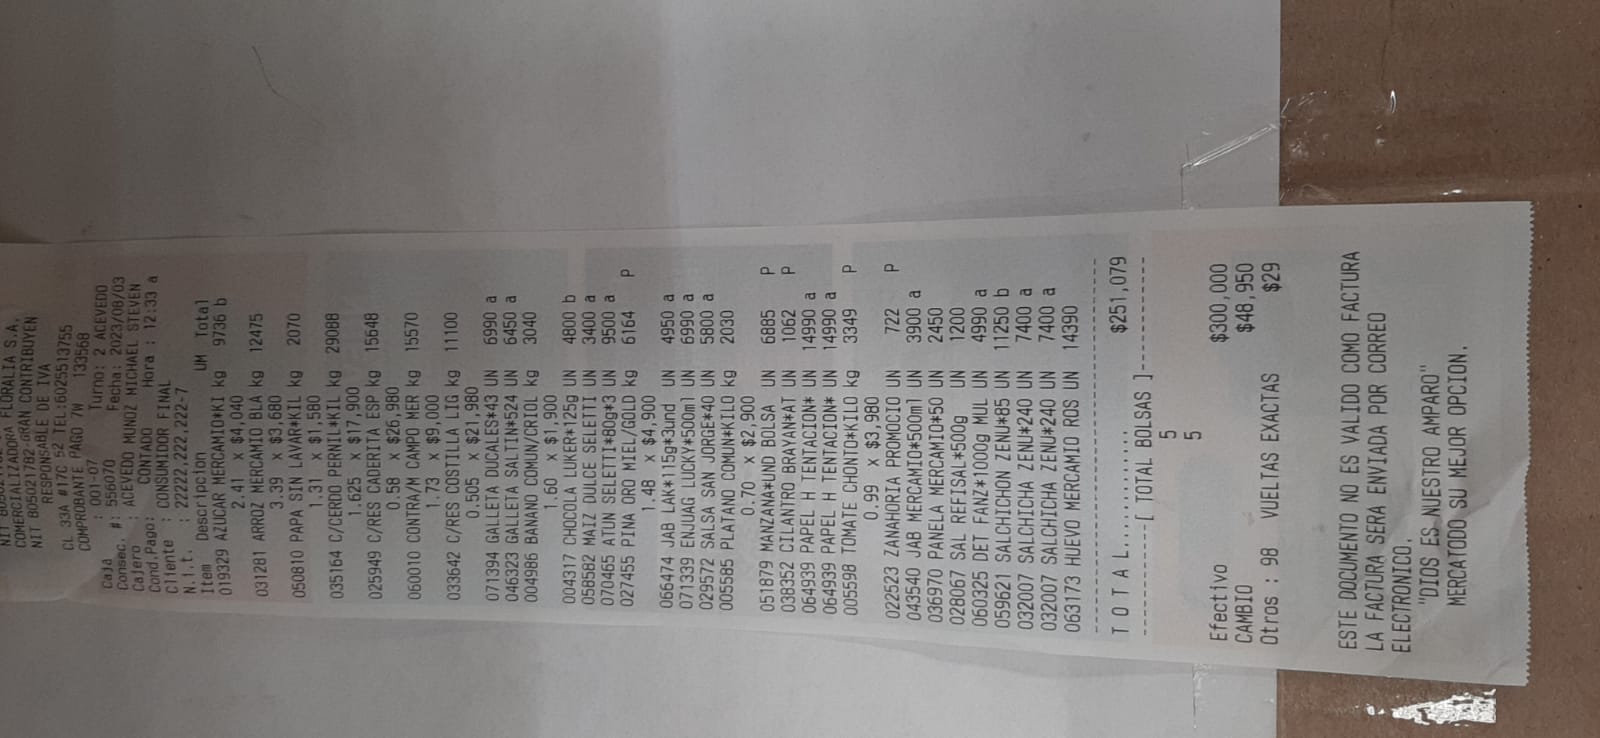 COMERCIALIZADORA FLORALIA S.A.
NIT 805021782-GRAN CONTRIBUYEN
RESPONSABLE DE IVA
CL 33A #17C 52 TEL:6025513755
COMPROBANTE PAGO 7W 133568
Caja : 001-07 Turno: 2 ACEVEDO
Consec. #: 556070 Fecha: 2023/08/03
Cajero : ACEVEDO MUNOZ MICHAEL STEVEN
Cond.Pago: CONTADO Hora : 12:33 a
Cliente : CONSUMIDOR FINAL
N.i.t. : 22222,222,222-7
Item Descripcion UM Total
019329 AZUCAR MERCAMIO*KI kg 9736 b
2.41 x $4,040
031281 ARROZ MERCAMIO BLA kg 12475
3.39 x $3,680
050810 PAPA SIN LAVAR*KIL kg 2070
1.31 x $1,580
035164 C/CERDO PERNIL*KIL kg 29088
1.625 x $17,900
025949 C/RES CADERITA ESP kg 15648
0.58 x $26,980
060010 CONTRA/M CAMPO MER kg 15570
1.73 x $9,000
033642 C/RES COSTILLA LIG kg 11100
0.505 x $21,980
071394 GALLETA DUCALES*43 UN 6990 a
046323 GALLETA SALTIN*524 UN 6450 a
004986 BANANO COMUN/CRIOL kg 3040
1.60 x $1,900
004317 CHOCOLA LUKER*125g UN 4800 b
058582 MAIZ DULCE SELETTI UN 3400 a
070465 ATUN SELETTI*80g*3 UN 9500 a
027455 PINA ORO MIEL/GOLD kg 6164 P
1.48 x $4,900
066474 JAB LAK*115g*3und UN 4950 a
071339 ENJUAG LUCKY*500ml UN 6990 a
029572 SALSA SAN JORGE*40 UN 5800 a
005585 PLATANO COMUN*KILO kg 2030
0.70 x $2,900
051879 MANZANA*UND BOLSA UN 6885 P
038352 CILANTRO BRAYAN*AT UN 1062 P
064939 PAPEL H TENTACION* UN 14990 a
064939 PAPEL H TENTACION* UN 14990 a
005598 TOMATE CHONTO*KILO kg 3349 P
0.99 x $3,980
022523 ZANAHORIA PROMOCIO UN 722 P
043540 JAB MERCAMIO*500ml UN 3900 a
036970 PANELA MERCAMIO*50 UN 2450
028067 SAL REFISAL*500g UN 1200
060325 DET FANZ*100g MUL UN 4990 a
059621 SALCHICHON ZENU*85 UN 11250 b
032007 SALCHICHA ZENU*240 UN 7400 a
032007 SALCHICHA ZENU*240 UN 7400 a
063173 HUEVO MERCAMIO ROS UN 14390
T O T A L........... $251,079
[ TOTAL BOLSAS ]
5
5
Efectivo $300,000
CAMBIO $48,950
Otros : 98 VUELTAS EXACTAS $29
ESTE DOCUMENTO NO ES VALIDO COMO FACTURA
LA FACTURA SERA ENVIADA POR CORREO
ELECTRONICO.
"DIOS ES NUESTRO AMPARO"
MERCATODO SU MEJOR OPCION.